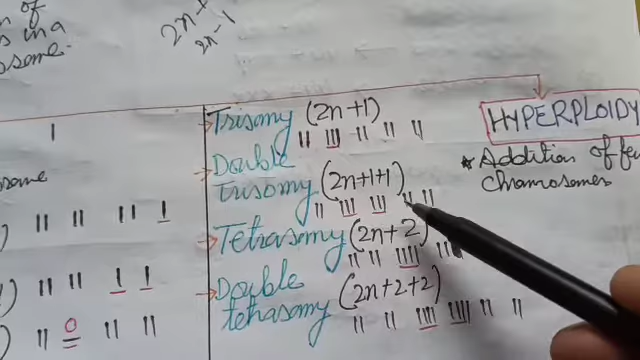 n of
s in a
osome.
2n+
2n-1
Trisomy (2n+1)
HYPERPLOIDY
Double
trisomy (2n+1+1)
* Addition of few
chromosomes
some
Tetrasomy (2n+2)
Double
tetrasomy (2n+2+2)